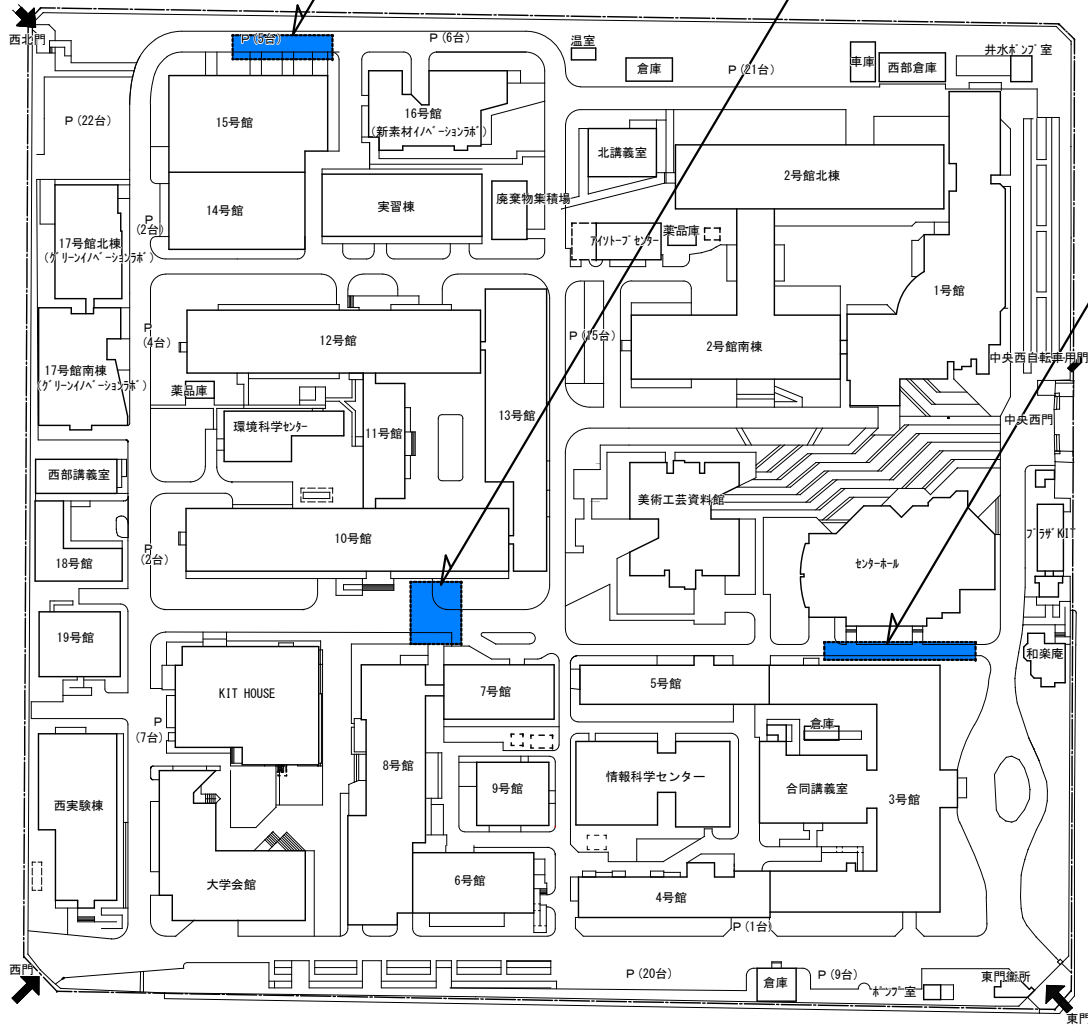 西北門
P (5台)
P (6台)
温室
倉庫
P (21台)
車庫
西部倉庫
井水ポンプ室
P (22台)
15号館
16号館
(新素材イノベーションラボ)
北講義室
2号館北棟
14号館
実習棟
廃棄物集積場
P
(2台)
17号館北棟
(グリーンイノベーションラボ)
アイソトープセンター
薬品庫
1号館
P
(4台)
12号館
P (15台)
2号館南棟
中央西自転車用門
17号館南棟
(グリーンイノベーションラボ)
薬品庫
環境科学センター
11号館
13号館
中央西門
西部講義室
美術工芸資料館
10号館
P
(2台)
18号館
センターホール
プラザKIT
19号館
和楽庵
KIT HOUSE
7号館
5号館
P
(7台)
倉庫
8号館
9号館
情報科学センター
合同講義室
3号館
西実験棟
大学会館
6号館
4号館
P (1台)
西門
P (20台)
倉庫
P (9台)
ポンプ室
東門衛所
東門